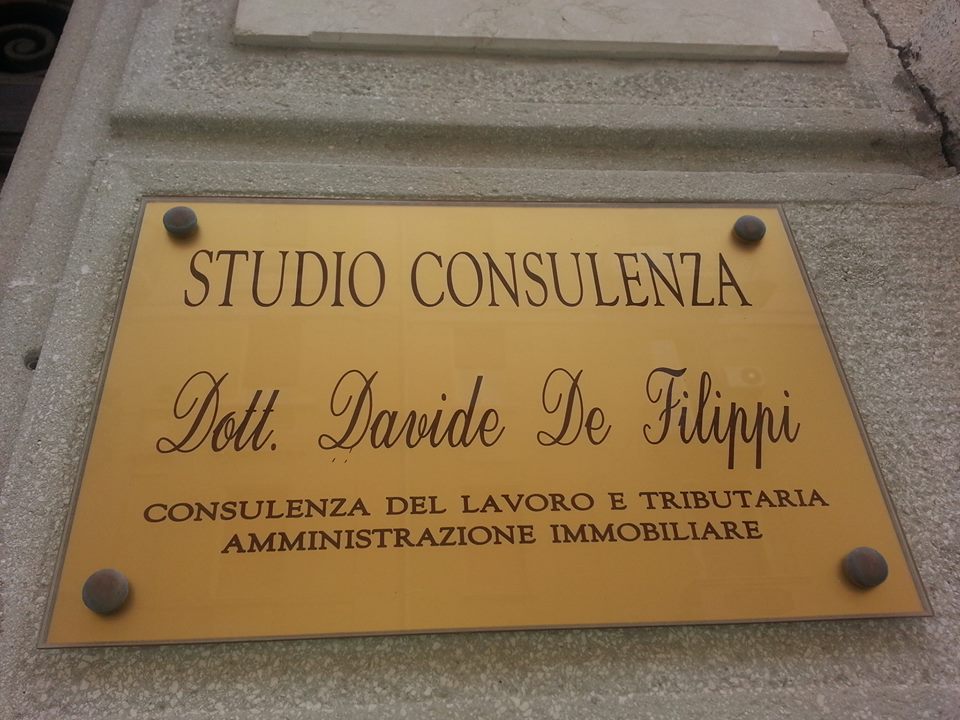 STUDIO CONSULENZA
Dott. Davide De Filippi
CONSULENZA DEL LAVORO E TRIBUTARIA
AMMINISTRAZIONE IMMOBILIARE